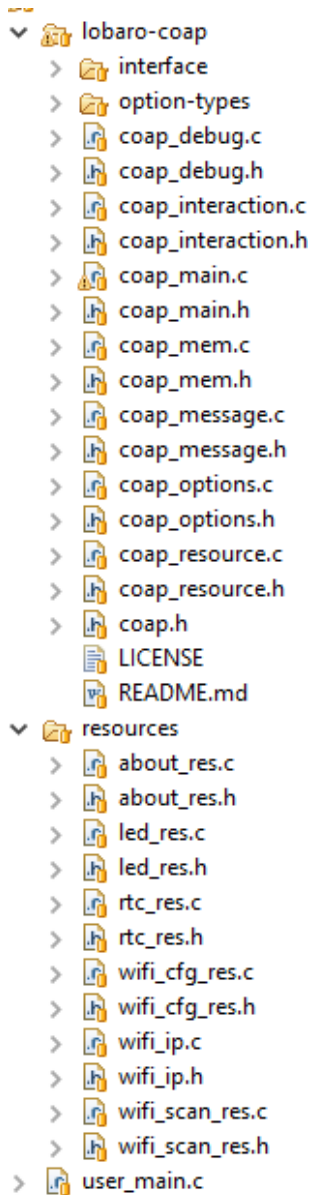 lobaro-coap
interface
option-types
coap_debug.c
coap_debug.h
coap_interaction.c
coap_interaction.h
coap_main.c
coap_main.h
coap_mem.c
coap_mem.h
coap_message.c
coap_message.h
coap_options.c
coap_options.h
coap_resource.c
coap_resource.h
coap.h
LICENSE
README.md
resources
about_res.c
about_res.h
led_res.c
led_res.h
rtc_res.c
rtc_res.h
wifi_cfg_res.c
wifi_cfg_res.h
wifi_ip.c
wifi_ip.h
wifi_scan_res.c
wifi_scan_res.h
user_main.c